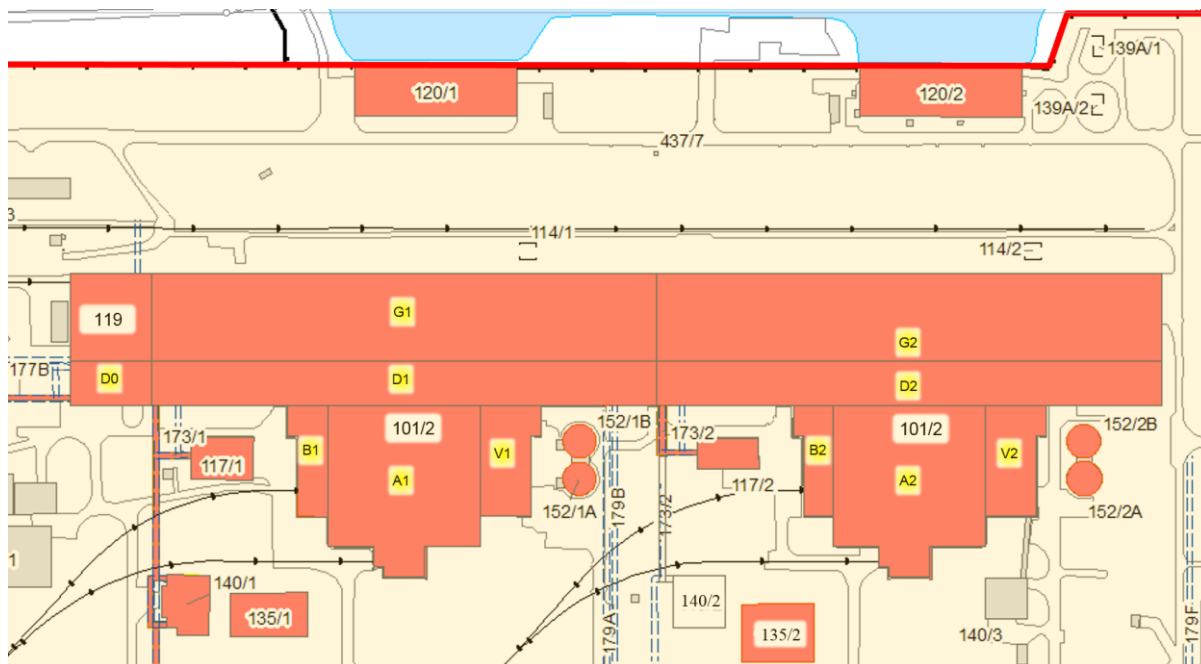 139A/1
120/1
120/2
139A/2
437/7
3
114/1
114/2
G1
119
G2
177B
D0
D1
D2
173/1
152/1B
173/2
152/2B
101/2
101/2
117/1
B1
V1
B2
V2
A1
A2
117/2
152/1A
179B
173/2
152/2A
1
140/1
140/2
135/1
135/2
140/3
179A
179F